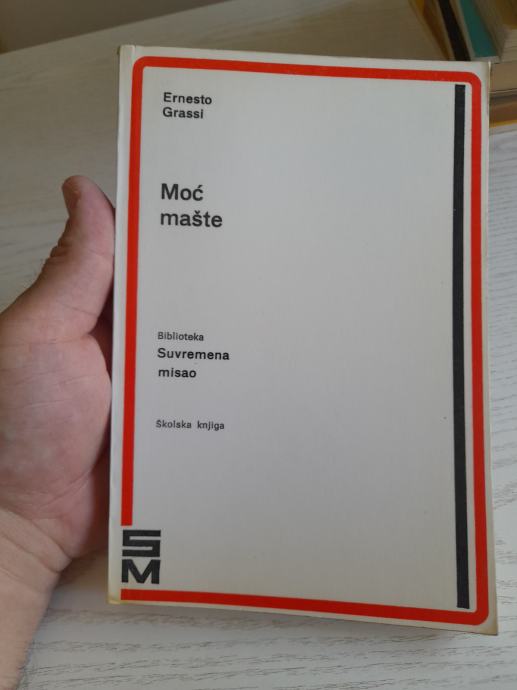 Ernesto
Grassi
Moć
mašte
Biblioteka
Suvremena
misao
Školska knjiga
SM